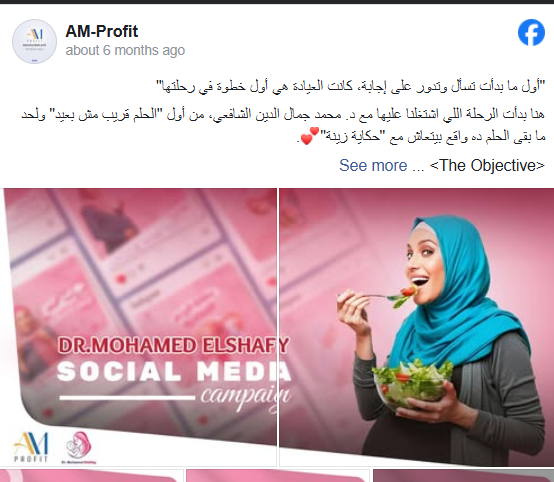 AM-Profit
about 6 months ago
"أول ما بدأت تسأل وتدور على إجابة، كانت العيادة هي أول خطوة في رحلتها"
هنا بدأت الرحلة اللي اشتغلنا عليها مع د. محمد جمال الدين الشافعي، من أول "الحلم قريب مش بعيد" ولحد
ما بقى الحلم ده واقع بيتعاش مع "حكاية زينة"💕.
See more ... <The Objective>
DR.MOHAMED ELSHAFY
SOCIAL MEDIA
campaign
AM
PROFIT
Dr. Mohamed Elshafy